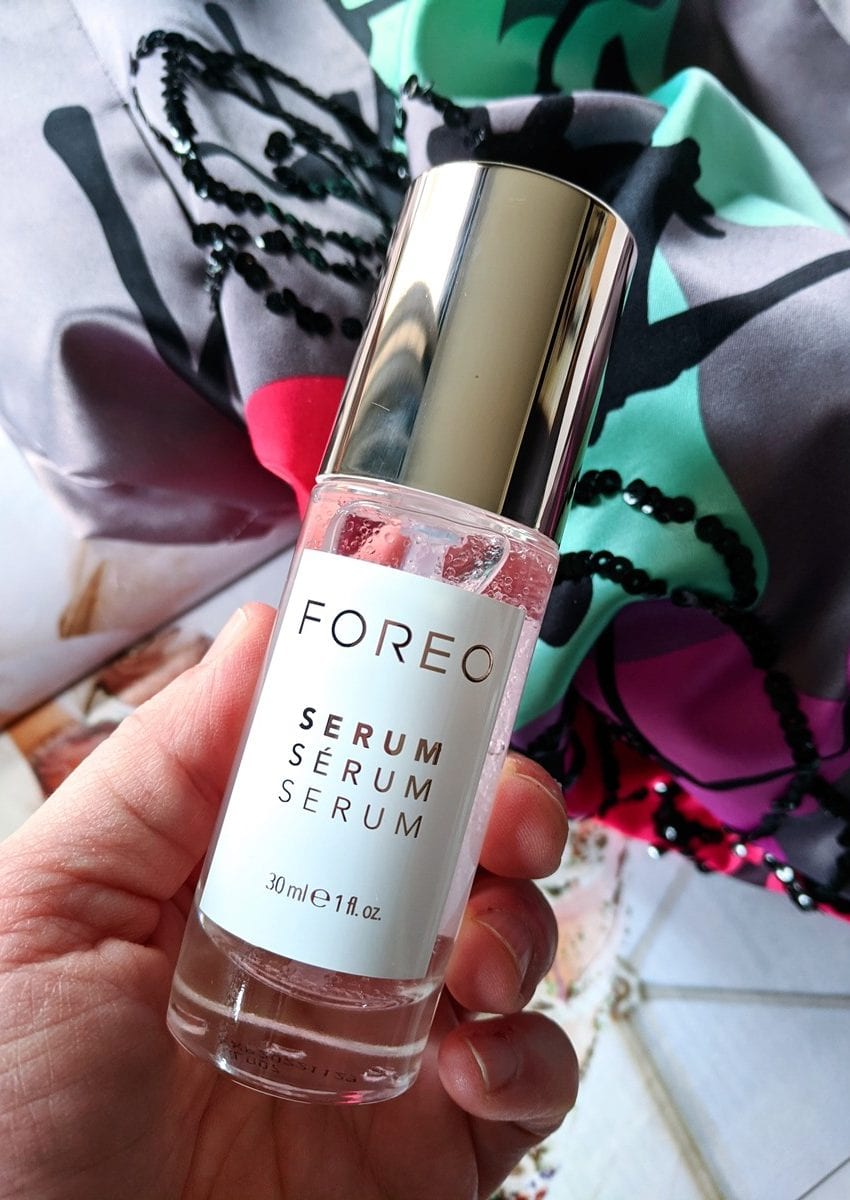 FOREO
SERUM
SÉRUM
SERUM
30 ml ℮ 1 fl. oz.